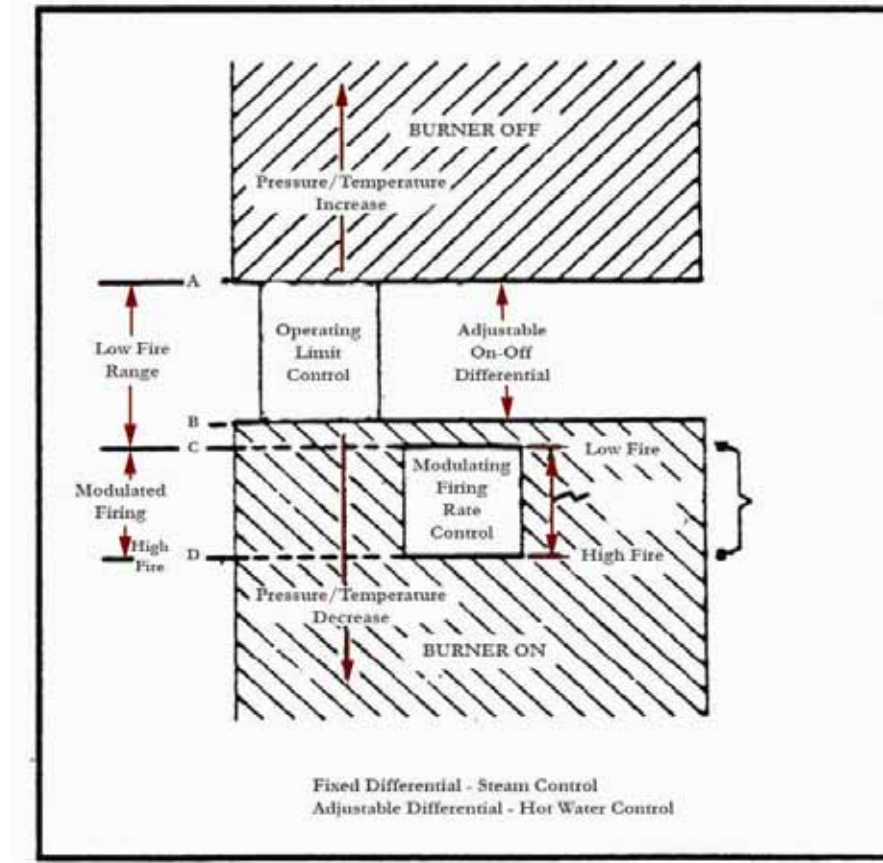 BURNER OFF
Pressure/Temperature
Increase
A
Operating
Limit
Control
Adjustable
On-Off
Differential
Low Fire
Range
B
C
Low Fire
Modulating
Firing
Rate
Control
Modulated
Firing
High
Fire
D
High Fire
Pressure/Temperature
Decrease
BURNER ON
Fixed Differential - Steam Control
Adjustable Differential - Hot Water Control